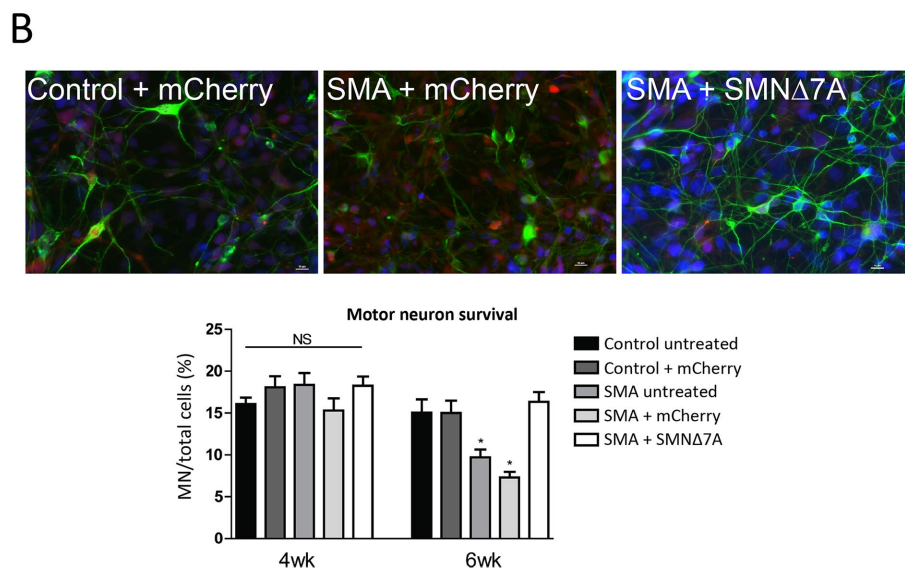 B
Control + mCherry
SMA + mCherry
SMA + SMNΔ7A
Motor neuron survival
MN/total cells (%)
25
20
15
10
5
0
NS
*
*
4wk
6wk
Control untreated
Control + mCherry
SMA untreated
SMA + mCherry
SMA + SMNΔ7A